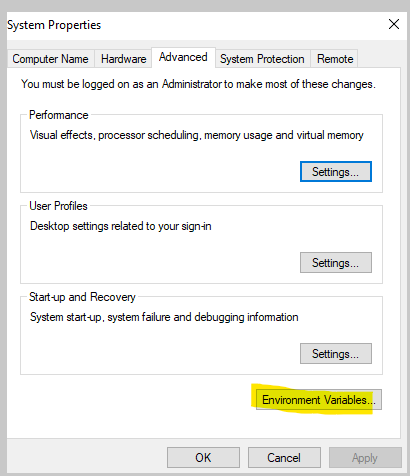 System Properties
Computer Name Hardware Advanced System Protection Remote
You must be logged on as an Administrator to make most of these changes.
Performance
Visual effects, processor scheduling, memory usage and virtual memory
Settings...
User Profiles
Desktop settings related to your sign-in
Settings...
Start-up and Recovery
System start-up, system failure and debugging information
Settings...
Environment Variables...
OK Cancel Apply